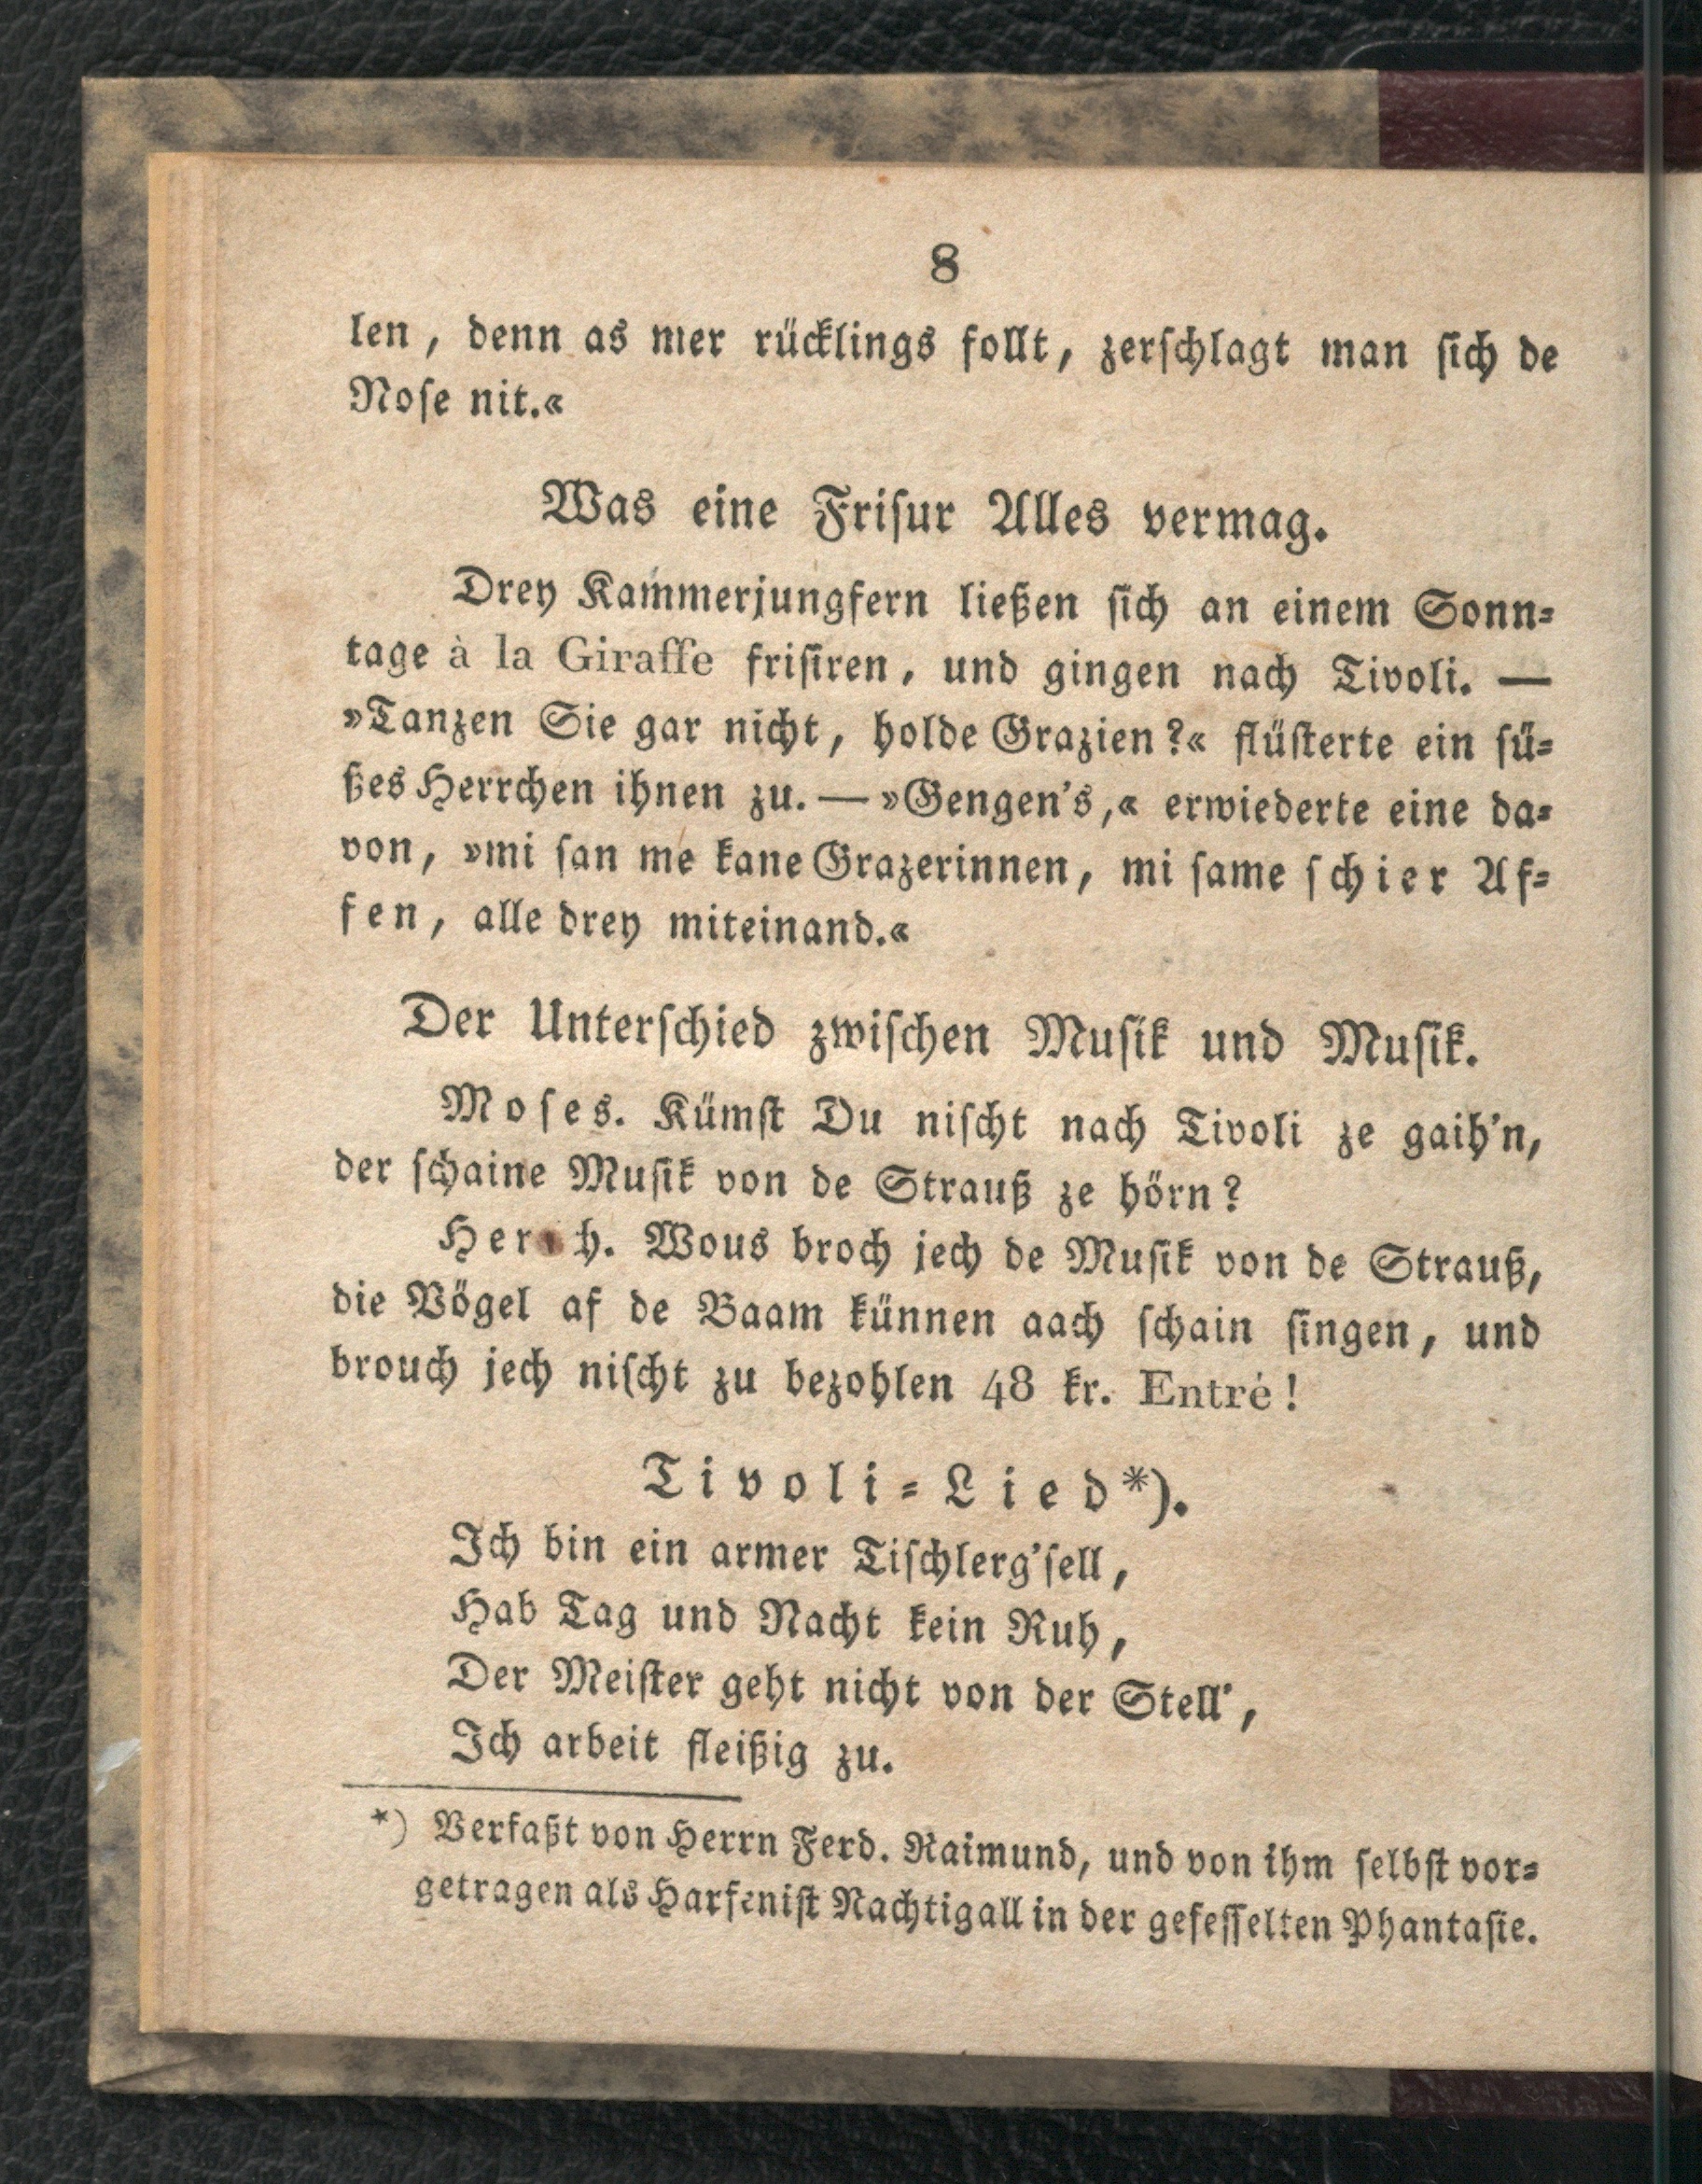 8
len, denn as mer rücklings follt, zerschlagt man sich de
Nose nit.«
Was eine Frisur Alles vermag.
Drey Kammerjungfern ließen sich an einem Sonn-
tage à la Giraffe frisiren, und gingen nach Tivoli. —
»Tanzen Sie gar nicht, holde Grazien?« flüsterte ein sü-
ßes Herrchen ihnen zu. — »Gengen's,« erwiederte eine da-
von, »mi san me kane Grazerinnen, mi same schier Af-
fen, alle drey miteinand.«
Der Unterschied zwischen Musik und Musik.
Moses. Kümst Du nischt nach Tivoli ze gaih'n,
der schaine Musik von de Strauß ze hörn?
Wous broch jech de Musik von de Strauß,
die Vögel af de Baam künnen aach schain singen, und
brouch jech nischt zu bezohlen 48 kr. Entré!
Tivoli-Lied*).
Ich bin ein armer Tischlerg'sell,
Hab Tag und Nacht kein Ruh,
Der Meister geht nicht von der Stell',
Ich arbeit fleißig zu.
*) Verfaßt von Herrn Ferd. Raimund, und von ihm selbst vor-
getragen als Harfenist Nachtigall in der gefesselten Phantasie.